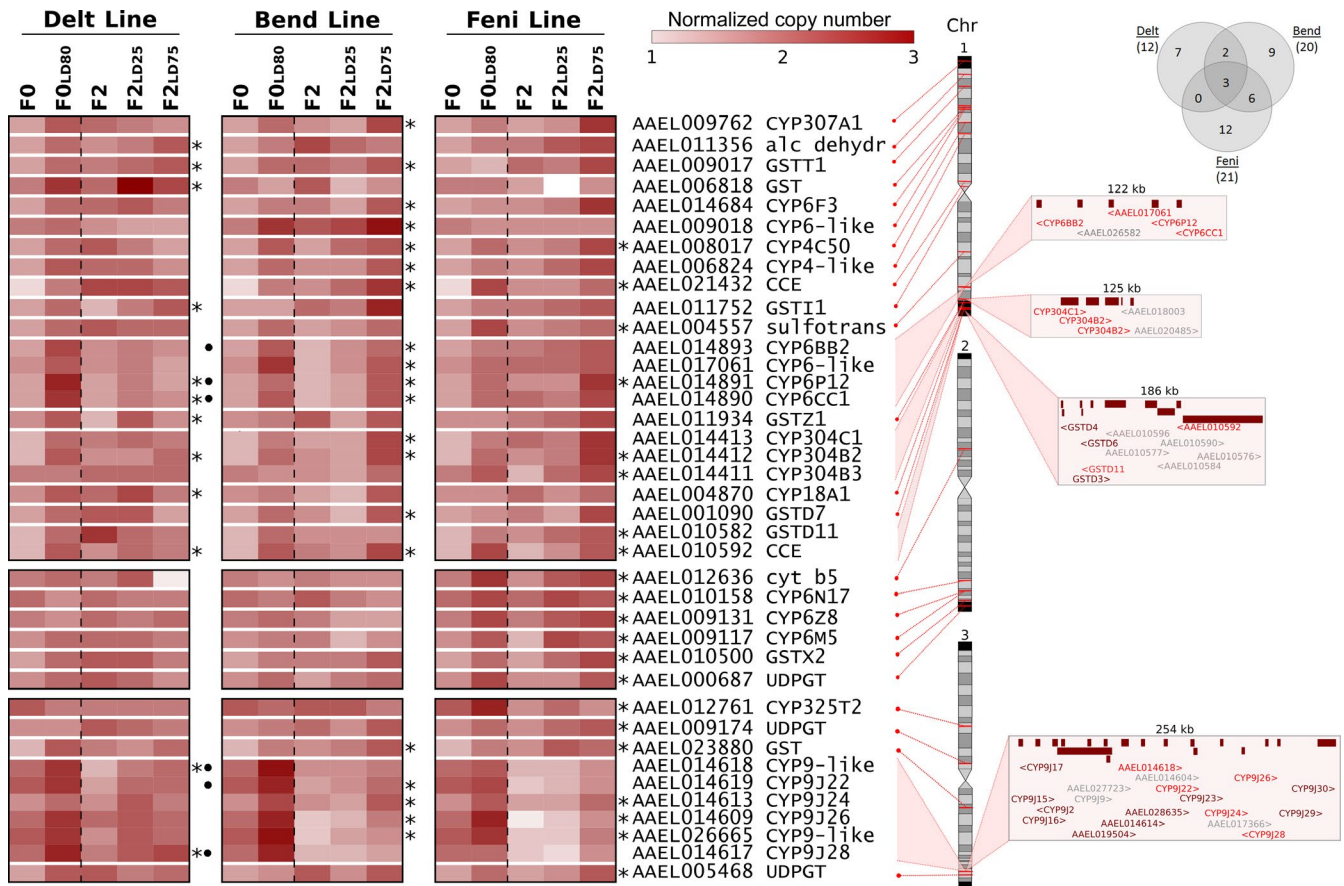 Delt Line
Bend Line
Feni Line
F0 F0LD80 F2 F2LD25 F2LD75
F0 F0LD80 F2 F2LD25 F2LD75
F0 F0LD80 F2 F2LD25 F2LD75
Normalized copy number
1 2 3
Chr
1
2
3
AAEL009762 CYP307A1
AAEL011356 alc dehydr
AAEL009017 GSTT1
AAEL006818 GST
AAEL014684 CYP6F3
AAEL009018 CYP6-like
AAEL008017 CYP4C50
AAEL006824 CYP4-like
AAEL021432 CCE
AAEL011752 GSTI1
AAEL004557 sulfotrans
AAEL014893 CYP6BB2
AAEL017061 CYP6-like
AAEL014891 CYP6P12
AAEL014890 CYP6CC1
AAEL011934 GSTZ1
AAEL014413 CYP304C1
AAEL014412 CYP304B2
AAEL014411 CYP304B3
AAEL004870 CYP18A1
AAEL001090 GSTD7
AAEL010582 GSTD11
AAEL010592 CCE
AAEL012636 cyt b5
AAEL010158 CYP6N17
AAEL009131 CYP6Z8
AAEL009117 CYP6M5
AAEL010500 GSTX2
AAEL000687 UDPGT
AAEL012761 CYP325T2
AAEL009174 UDPGT
AAEL023880 GST
AAEL014618 CYP9-like
AAEL014619 CYP9J22
AAEL014613 CYP9J24
AAEL014609 CYP9J26
AAEL026665 CYP9-like
AAEL014617 CYP9J28
AAEL005468 UDPGT
Delt
(12)
Bend
(20)
7 2 9
3
0 6
12
Feni
(21)
122 kb
<AAEL017061
<CYP6BB2 <CYP6P12
<AAEL026582 <CYP6CC1
125 kb
CYP304C1> <AAEL018003
CYP304B2>
CYP304B2> AAEL020485>
186 kb
<GSTD4 <AAEL010592
<AAEL010596
<GSTD6 AAEL010590>
AAEL010577> AAEL010576>
<GSTD11 <AAEL010584
GSTD3>
254 kb
<CYP9J17 AAEL014618>
AAEL014604> CYP9J26>
AAEL027723> CYP9J22> CYP9J30>
CYP9J15> CYP9J9> CYP9J23>
<CYP9J2
CYP9J16> AAEL028635> CYP9J24> CYP9J29>
AAEL014614> AAEL017366>
AAEL019504> <CYP9J28